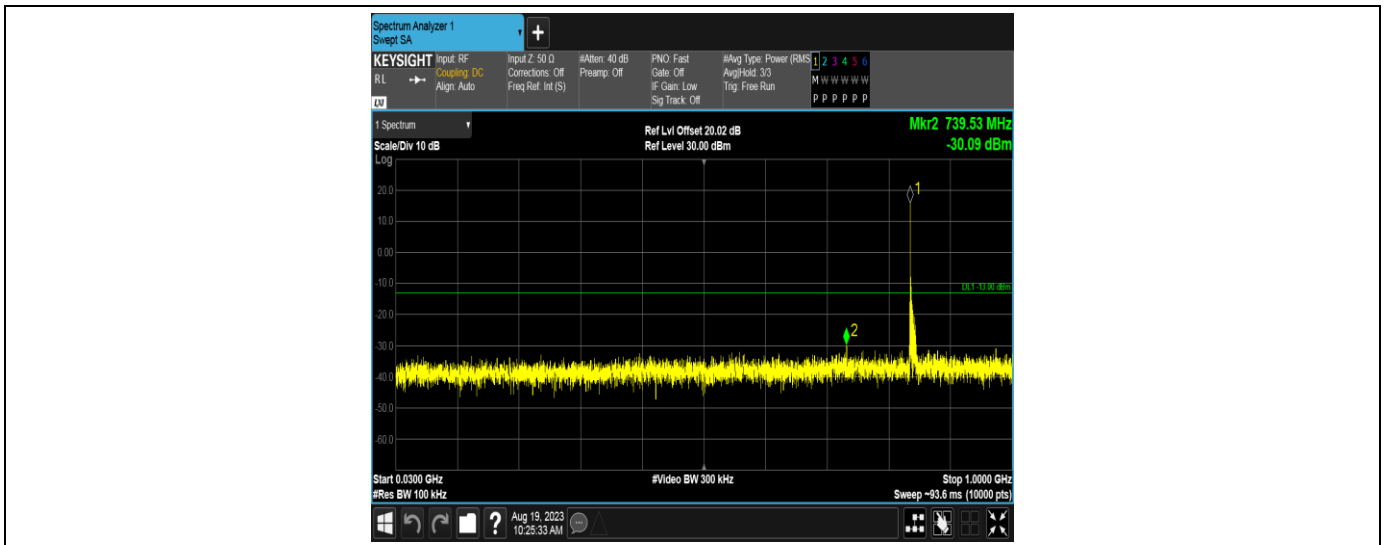 Spectrum Analyzer 1
Swept SA
+
KEYSIGHT
RL
LXI
Input: RF
Coupling: DC
Align: Auto
Input Z: 50 Ω
Corrections: Off
Freq Ref: Int (S)
#Atten: 40 dB
Preamp: Off
PNO: Fast
Gate: Off
IF Gain: Low
Sig Track: Off
#Avg Type: Power (RMS
Avg|Hold: 3/3
Trig: Free Run
1 2 3 4 5 6
M W W W W W
P P P P P P
1 Spectrum
Scale/Div 10 dB
Ref Lvl Offset 20.02 dB
Ref Level 30.00 dBm
Mkr2 739.53 MHz
-30.09 dBm
Log
20.0
10.0
0.00
-10.0
-20.0
-30.0
-40.0
-50.0
-60.0
1
DL1 -13.00 dBm
2
Start 0.0300 GHz
#Res BW 100 kHz
#Video BW 300 kHz
Stop 1.0000 GHz
Sweep ~93.6 ms (10000 pts)
?
Aug 19, 2023
10:25:33 AM